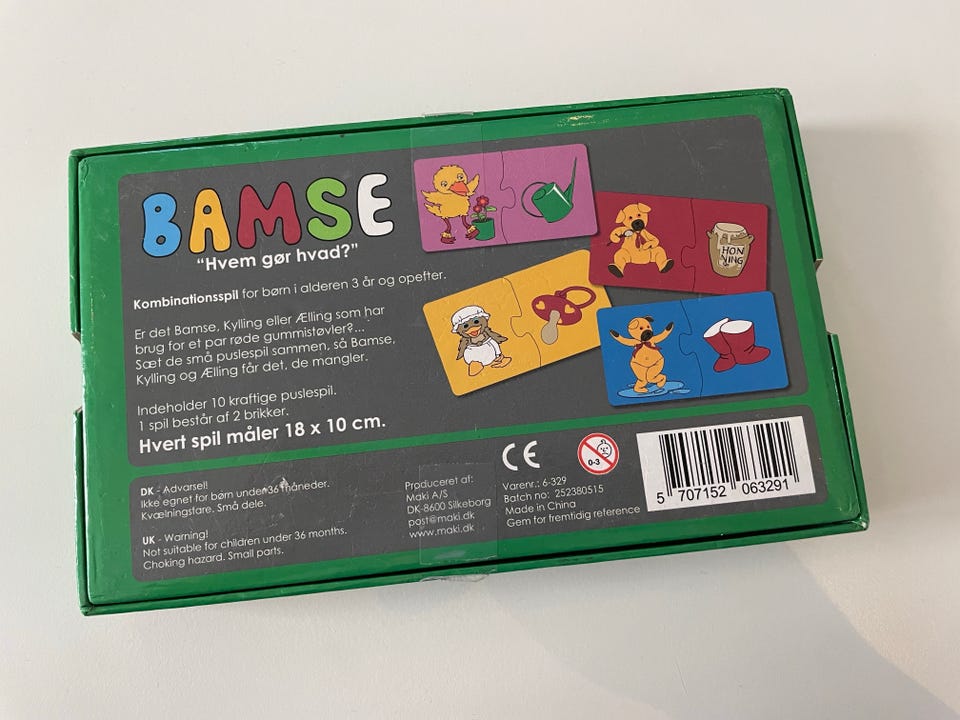 BAMSE
"Hvem gør hvad?"
Kombinationsspil for børn i alderen 3 år og opefter.
Er det Bamse, Kylling eller Ælling som har
brug for et par røde gummistøvler?...
Sæt de små puslespil sammen, så Bamse,
Kylling og Ælling får det, de mangler.
Indeholder 10 kraftige puslespil.
1 spil består af 2 brikker.
Hvert spil måler 18 x 10 cm.
HON
NING
DK - Advarsel!
Ikke egnet for børn under 36 måneder.
Kvælningsfare. Små dele.
UK - Warning!
Not suitable for children under 36 months.
Choking hazard. Small parts.
Produceret af:
Maki A/S
DK-8600 Silkeborg
post@maki.dk
www.maki.dk
CE
0-3
Varenr.: 6-329
Batch no: 252380515
Made in China
Gem for fremtidig reference
5 707152 063291